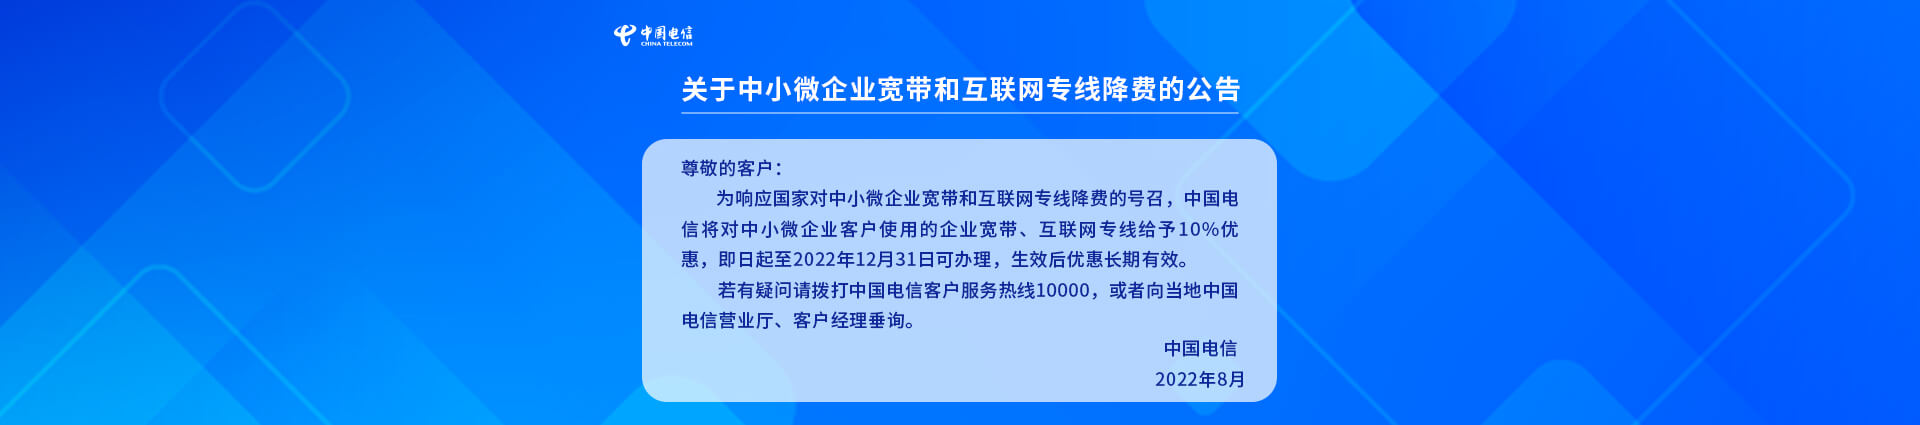 中国电信
CHINA TELECOM
关于中小微企业宽带和互联网专线降费的公告
尊敬的客户：
为响应国家对中小微企业宽带和互联网专线降费的号召，中国电
信将对中小微企业客户使用的企业宽带、互联网专线给予10%优
惠，即日起至2022年12月31日可办理，生效后优惠长期有效。
若有疑问请拨打中国电信客户服务热线10000，或者向当地中国
电信营业厅、客户经理垂询。
中国电信
2022年8月